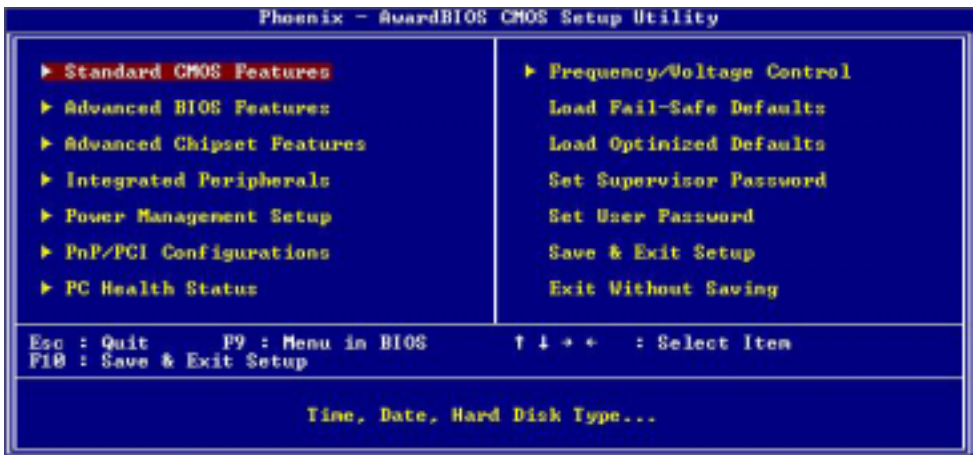 Phoenix - AwardBIOS CMOS Setup Utility
▶ Standard CMOS Features
▶ Advanced BIOS Features
▶ Advanced Chipset Features
▶ Integrated Peripherals
▶ Power Management Setup
▶ PnP/PCI Configurations
▶ PC Health Status
▶ Frequency/Voltage Control
Load Fail-Safe Defaults
Load Optimized Defaults
Set Supervisor Password
Set User Password
Save & Exit Setup
Exit Without Saving
Esc : Quit F9 : Menu in BIOS ↑ ↓ → ← : Select Item
F10 : Save & Exit Setup
Time, Date, Hard Disk Type...